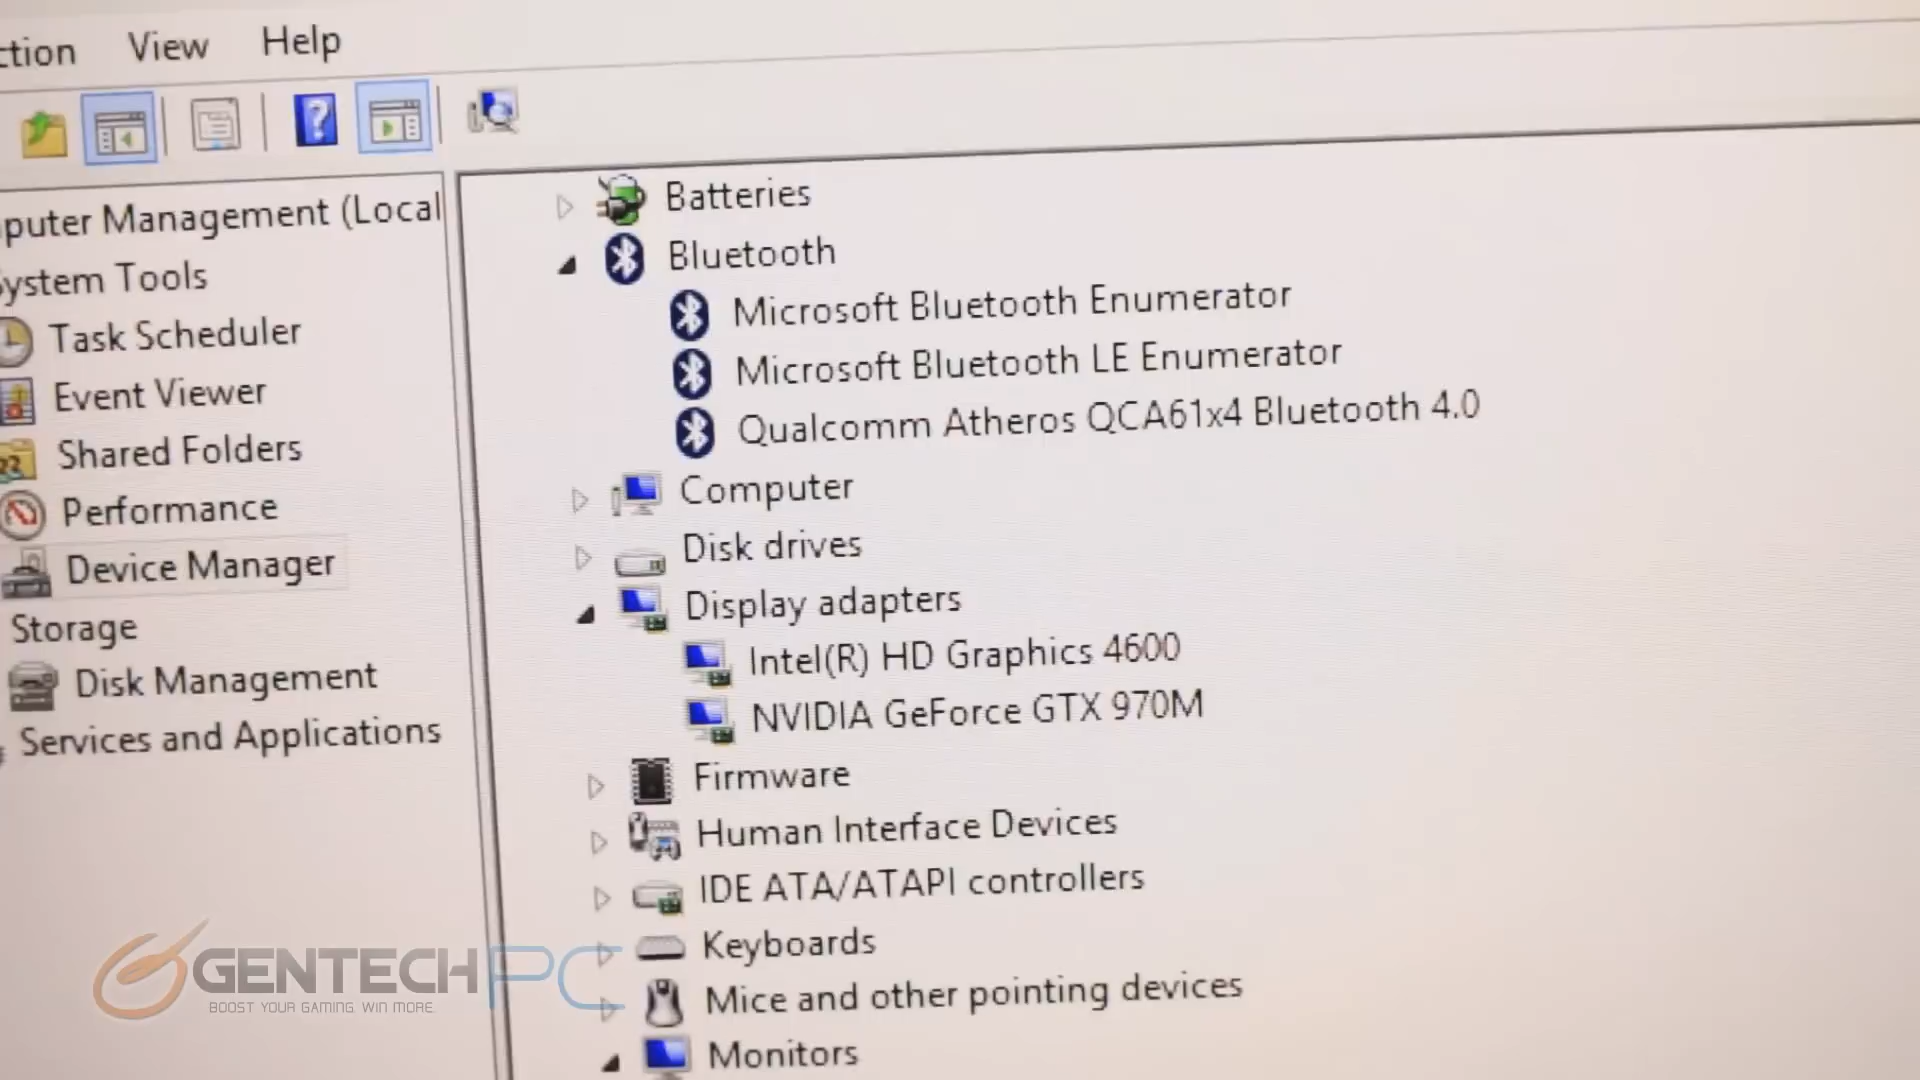 ction View Help
puter Management (Local
System Tools
Task Scheduler
Event Viewer
Shared Folders
Performance
Device Manager
Storage
Disk Management
Services and Applications
Batteries
Bluetooth
Microsoft Bluetooth Enumerator
Microsoft Bluetooth LE Enumerator
Qualcomm Atheros QCA61x4 Bluetooth 4.0
Computer
Disk drives
Display adapters
Intel(R) HD Graphics 4600
NVIDIA GeForce GTX 970M
Firmware
Human Interface Devices
IDE ATA/ATAPI controllers
Keyboards
Mice and other pointing devices
Monitors
GENTECH PC
BOOST YOUR GAMING. WIN MORE.